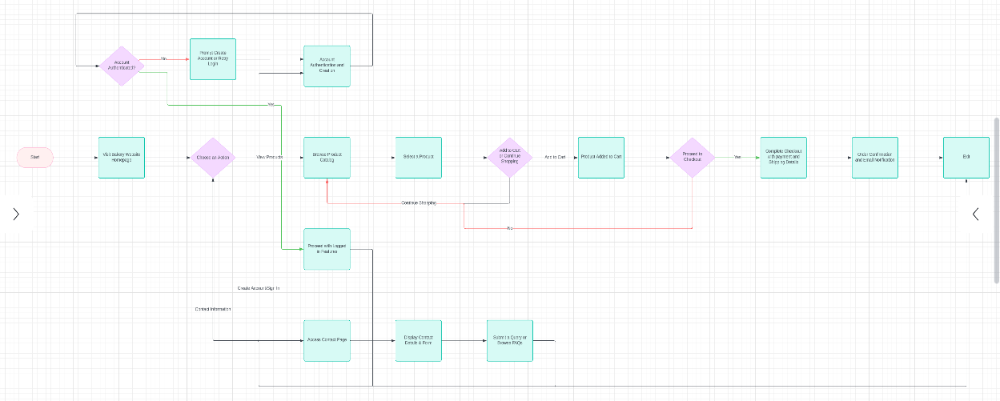 Account
Authenticated?
No
Prompt Create
Account or Retry
Login
Account
Authentication and
Creation
Yes
Start
Visit Bakery Website
Homepage
Choose an Action
View Products
Browse Product
Catalog
Select a Product
Add to Cart
or Continue
Shopping
Add to Cart
Product Added to Cart
Proceed to
Checkout
Yes
Complete Checkout
with payment and
Shipping Details
Order Confirmation
and Email Notification
Exit
Continue Shopping
No
Proceed with Logged
in Features
Create Account/Sign In
Contact Information
Access Contact Page
Display Contact
Details & Form
Submit a Query or
Browse FAQs